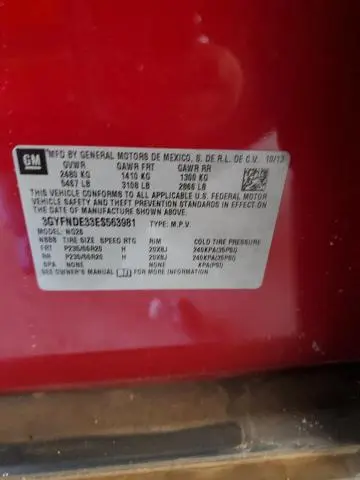 GM
MFD BY GENERAL MOTORS DE MEXICO, S. DE R.L. DE C.V. 10/13
GVWR GAWR FRT GAWR RR
2480 KG 1410 KG 1300 KG
5467 LB 3108 LB 2866 LB
THIS VEHICLE CONFORMS TO ALL APPLICABLE U.S. FEDERAL MOTOR
VEHICLE SAFETY AND THEFT PREVENTION STANDARDS IN EFFECT
ON THE DATE OF MANUFACTURE SHOWN ABOVE.
3GYFNDE33ES563981 TYPE: M.P.V.
MODEL: NG26
TIRE SIZE SPEED RTG RIM COLD TIRE PRESSURE
FRT P235/55R20 H 20X8J 240KPA(35PSI)
RR P235/55R20 H 20X8J 240KPA(35PSI)
SPA NONE NONE KPA(PSI)
SEE OWNER'S MANUAL FOR MORE INFORMATION.